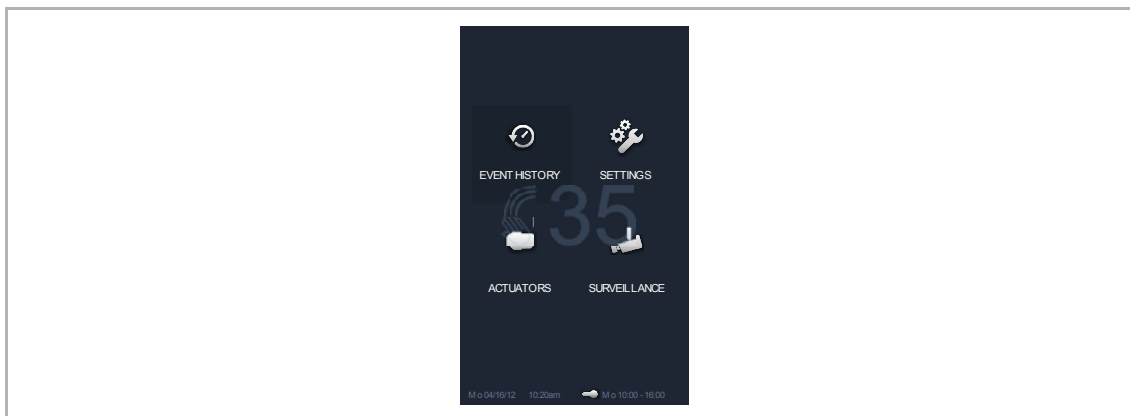 EVENT HISTORY SETTINGS
35
ACTUATORS SURVEILLANCE
Mo 04/16/12 10:20am Mo 10:00 - 16:00